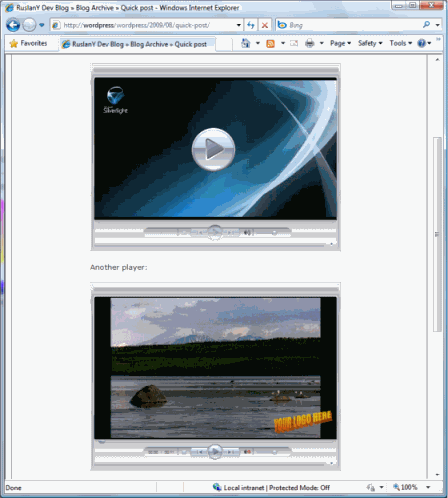 RuslanY Dev Blog » Blog Archive » Quick post - Windows Internet Explorer
http://wordpress/wordpress/2009/08/quick-post/
Bing
Favorites
RuslanY Dev Blog » Blog Archive » Quick post
Page
Safety
Tools
Silverlight
Another player:
YOUR LOGO HERE
Done
Local intranet | Protected Mode: Off
100%